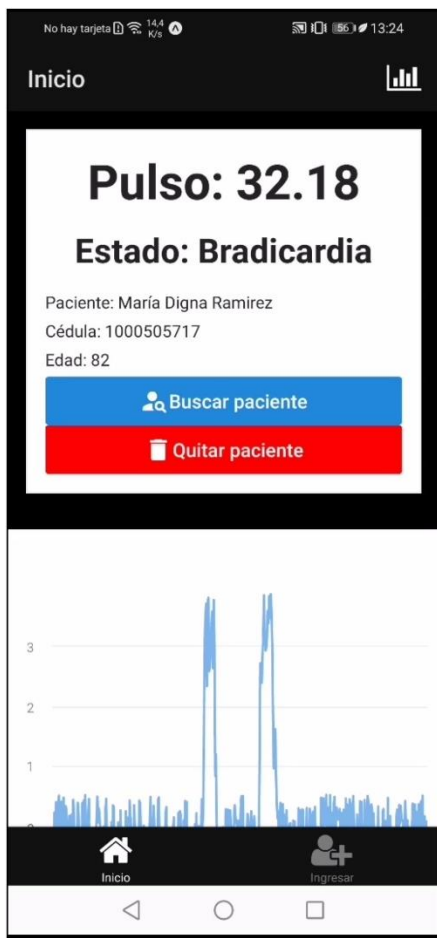 No hay tarjeta 14,4 K/s 56 13:24
Inicio
Pulso: 32.18
Estado: Bradicardia
Paciente: María Digna Ramirez
Cédula: 1000505717
Edad: 82
Buscar paciente
Quitar paciente
3
2
1
Inicio
Ingresar